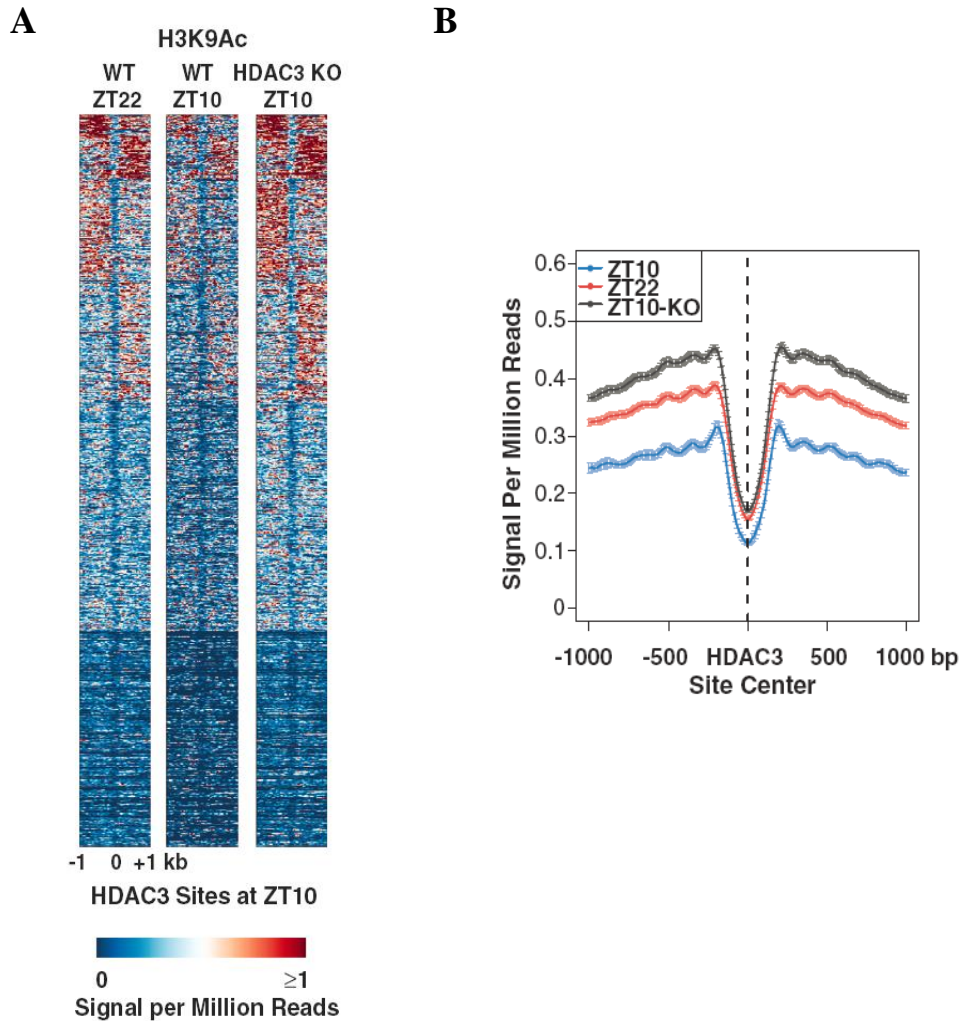 A
H3K9Ac
WT WT HDAC3 KO
ZT22 ZT10 ZT10
-1 0 +1 kb
HDAC3 Sites at ZT10
0 ≥1
Signal per Million Reads
B
0.6
0.5
0.4
0.3
0.2
0.1
0
Signal Per Million Reads
ZT10
ZT22
ZT10-KO
-1000 -500 HDAC3 500 1000 bp
Site Center